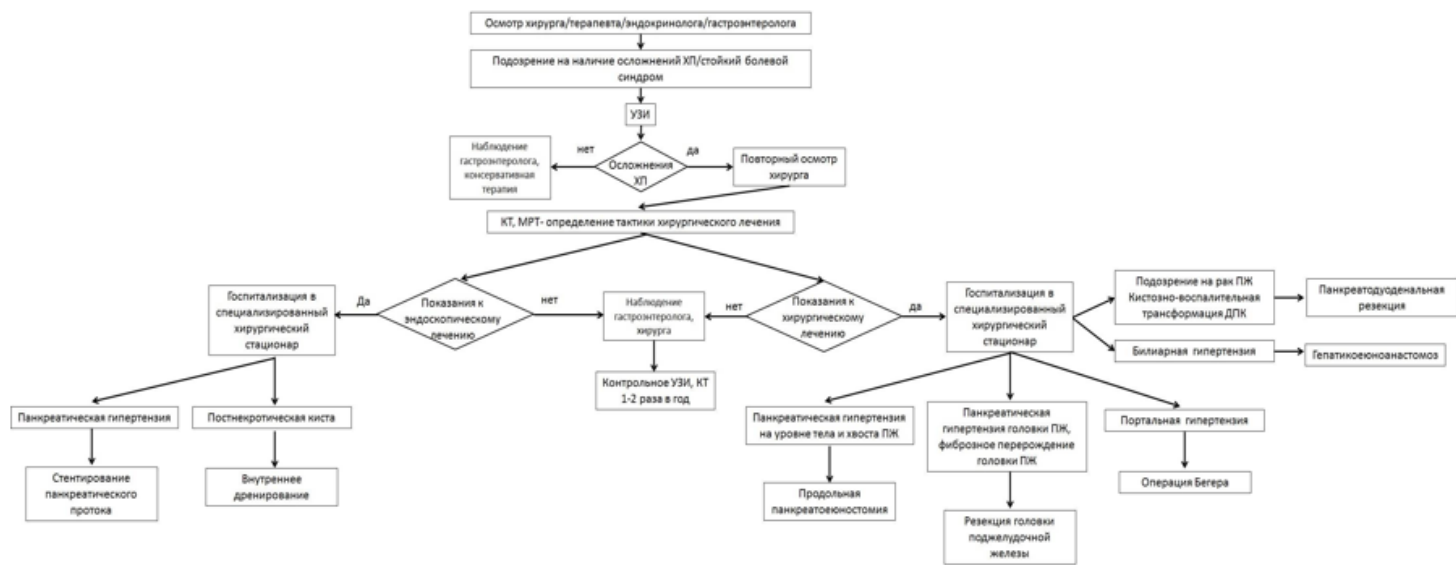 Осмотр хирурга/терапевта/эндокринолога/гастроэнтеролога
Подозрение на наличие осложнений ХП/стойкий болевой
синдром
УЗИ
Наблюдение
гастроэнтеролога,
консервативная
терапия
нет
Осложнения
ХП
да
Повторный осмотр
хирурга
КТ, МРТ- определение тактики хирургического лечения
Госпитализация в
специализированный
хирургический
стационар
Да
Показания к
эндоскопическому
лечению
нет
Наблюдение
гастроэнтеролога,
хирурга
нет
Показания к
хирургическому
лечению
да
Госпитализация в
специализированный
хирургический
стационар
Подозрение на рак ПЖ
Кистозно-воспалительная
трансформация ДПК
Панкреатодуоденальная
резекция
Билиарная гипертензия
Гепатикоеюноанастомоз
Контрольное УЗИ, КТ
1-2 раза в год
Панкреатическая гипертензия
Постнекротическая киста
Панкреатическая гипертензия
на уровне тела и хвоста ПЖ
Панкреатическая
гипертензия головки ПЖ,
фиброзное перерождение
головки ПЖ
Портальная гипертензия
Стентирование
панкреатического
протока
Внутреннее
дренирование
Продольная
панкреатоеюностомия
Резекция головки
поджелудочной
железы
Операция Бегера